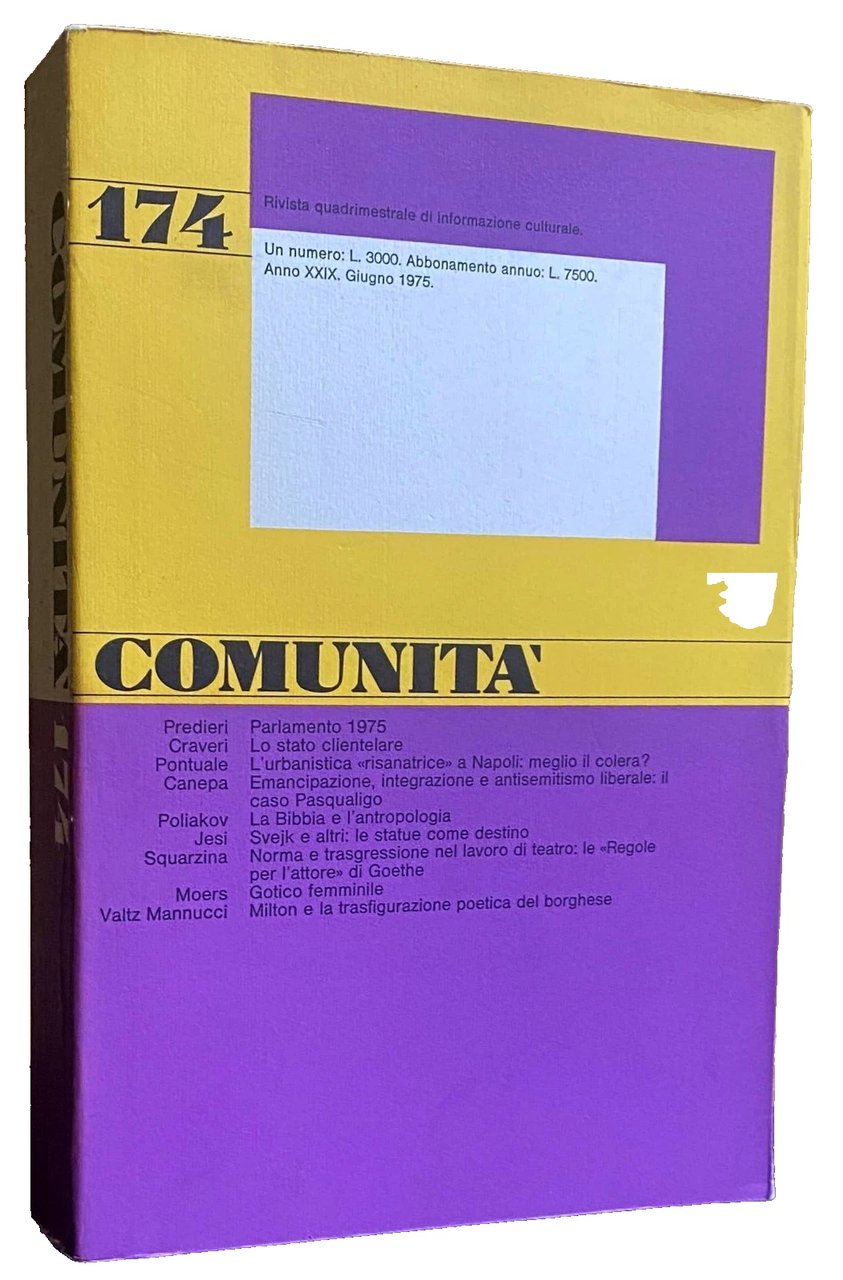 174
Rivista quadrimestrale di informazione culturale.
Un numero: L. 3000. Abbonamento annuo: L. 7500.
Anno XXIX. Giugno 1975.
COMUNITA'
Predieri Parlamento 1975
Craveri Lo stato clientelare
Pontuale L'urbanistica «risanatrice» a Napoli: meglio il colera?
Canepa Emancipazione, integrazione e antisemitismo liberale: il
caso Pasqualigo
Poliakov La Bibbia e l'antropologia
Jesi Svejk e altri: le statue come destino
Squarzina Norma e trasgressione nel lavoro di teatro: le «Regole
per l'attore» di Goethe
Moers Gotico femminile
Valtz Mannucci Milton e la trasfigurazione poetica del borghese
COMUNITA' 174